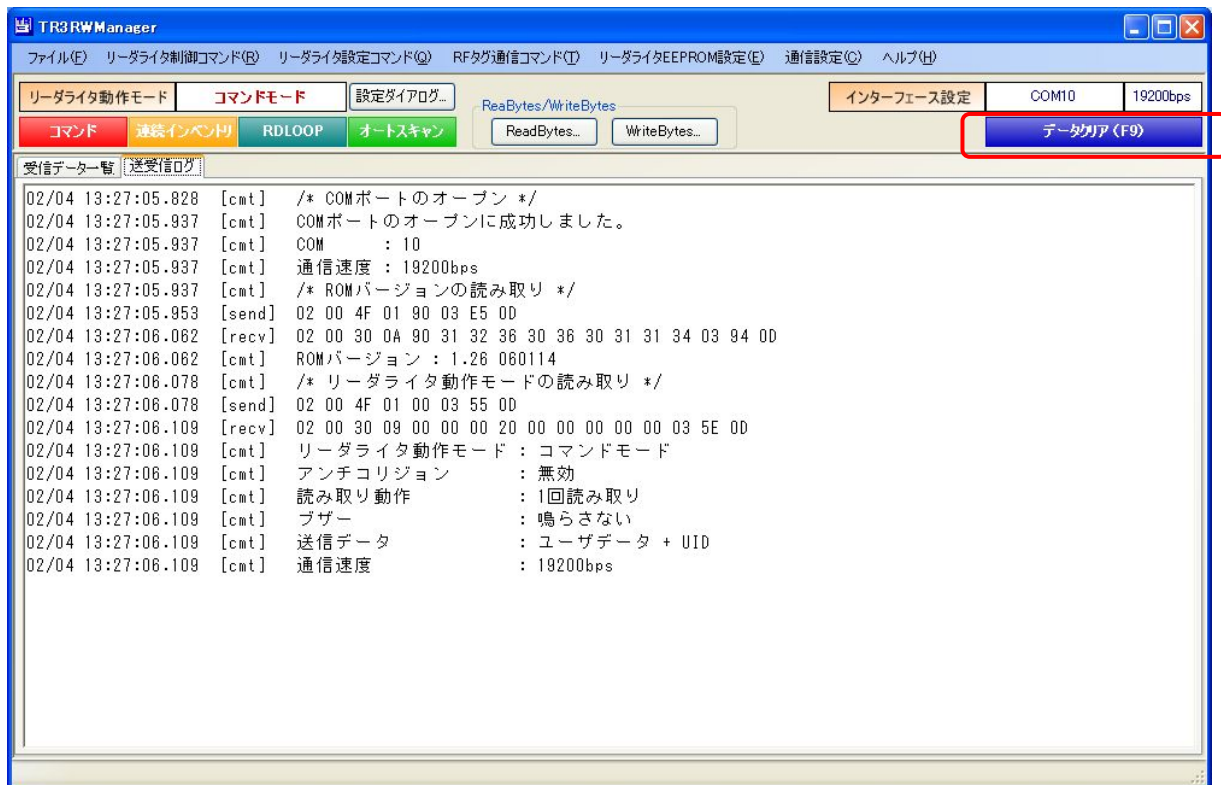 TR3RWManager
ファイル(F) リーダライタ制御コマンド(R) リーダライタ設定コマンド(Q) RFタグ通信コマンド(T) リーダライタEEPROM設定(E) 通信設定(C) ヘルプ(H)
リーダライタ動作モード コマンドモード 設定ダイアログ... ReaBytes/WriteBytes インターフェース設定 COM10 19200bps
コマンド 連続インベントリ RDLOOP オートスキャン ReadBytes... WriteBytes... データクリア(F9)
受信データ一覧 送受信ログ
02/04 13:27:05.828 [cmt] /* COMポートのオープン */
02/04 13:27:05.937 [cmt] COMポートのオープンに成功しました。
02/04 13:27:05.937 [cmt] COM : 10
02/04 13:27:05.937 [cmt] 通信速度 : 19200bps
02/04 13:27:05.937 [cmt] /* ROMバージョンの読み取り */
02/04 13:27:05.953 [send] 02 00 4F 01 90 03 E5 0D
02/04 13:27:06.062 [recv] 02 00 30 0A 90 31 32 36 30 36 30 31 31 34 03 94 0D
02/04 13:27:06.062 [cmt] ROMバージョン : 1.26 060114
02/04 13:27:06.078 [cmt] /* リーダライタ動作モードの読み取り */
02/04 13:27:06.078 [send] 02 00 4F 01 00 03 55 0D
02/04 13:27:06.109 [recv] 02 00 30 09 00 00 00 20 00 00 00 00 00 03 5E 0D
02/04 13:27:06.109 [cmt] リーダライタ動作モード : コマンドモード
02/04 13:27:06.109 [cmt] アンチコリジョン : 無効
02/04 13:27:06.109 [cmt] 読み取り動作 : 1回読み取り
02/04 13:27:06.109 [cmt] ブザー : 鳴らさない
02/04 13:27:06.109 [cmt] 送信データ : ユーザデータ + UID
02/04 13:27:06.109 [cmt] 通信速度 : 19200bps